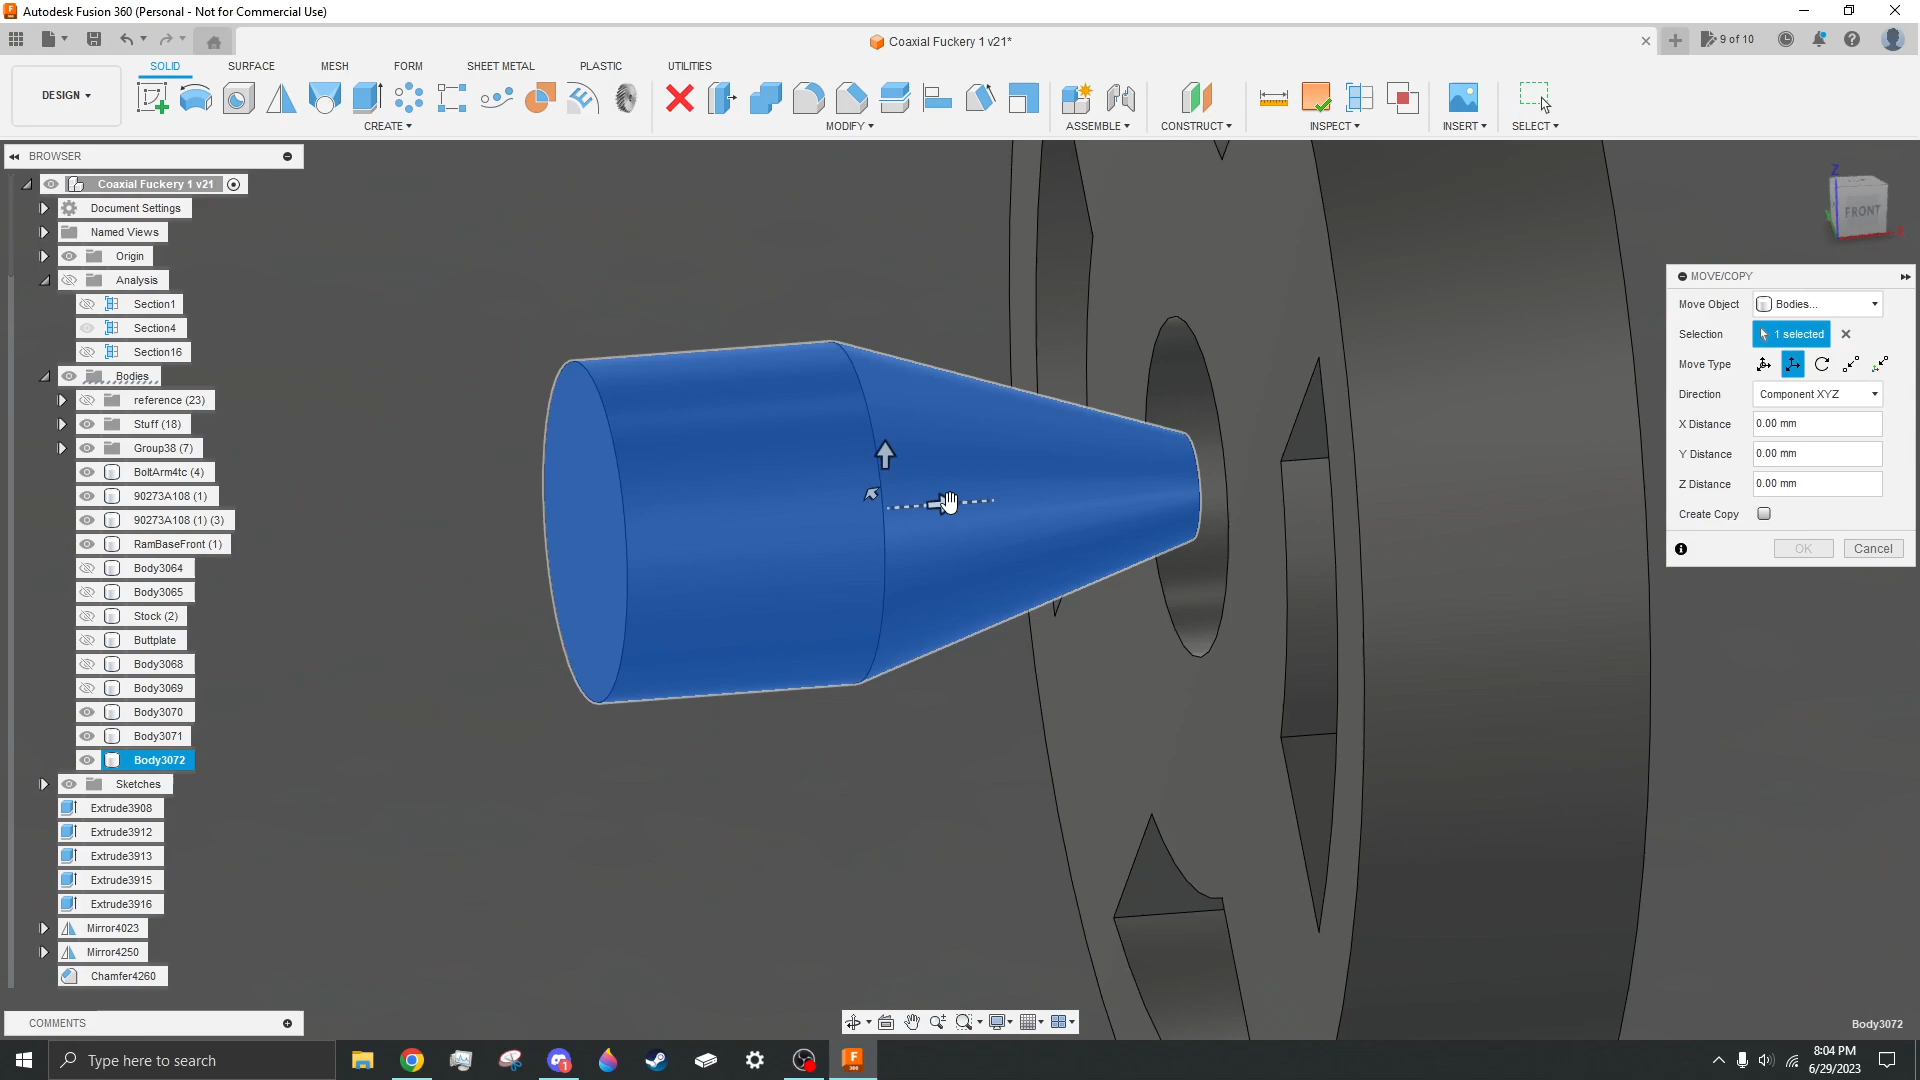 Autodesk Fusion 360 (Personal - Not for Commercial Use)
Coaxial Fuckery 1 v21*
9 of 10
DESIGN
SOLID
SURFACE
MESH
FORM
SHEET METAL
PLASTIC
UTILITIES
CREATE
MODIFY
ASSEMBLE
CONSTRUCT
INSPECT
INSERT
SELECT
BROWSER
Coaxial Fuckery 1 v21
Document Settings
Named Views
Origin
Analysis
Section1
Section4
Section16
Bodies
reference (23)
Stuff (18)
Group38 (7)
BoltArm4tc (4)
90273A108 (1)
90273A108 (1) (3)
RamBaseFront (1)
Body3064
Body3065
Stock (2)
Buttplate
Body3068
Body3069
Body3070
Body3071
Body3072
Sketches
Extrude3908
Extrude3912
Extrude3913
Extrude3915
Extrude3916
Mirror4023
Mirror4250
Chamfer4260
COMMENTS
Z
FRONT
X
MOVE/COPY
Move Object Bodies...
Selection 1 selected
Move Type
Direction Component XYZ
X Distance 0.00 mm
Y Distance 0.00 mm
Z Distance 0.00 mm
Create Copy
OK Cancel
Body3072
Type here to search
1
F
360
8:04 PM
6/29/2023